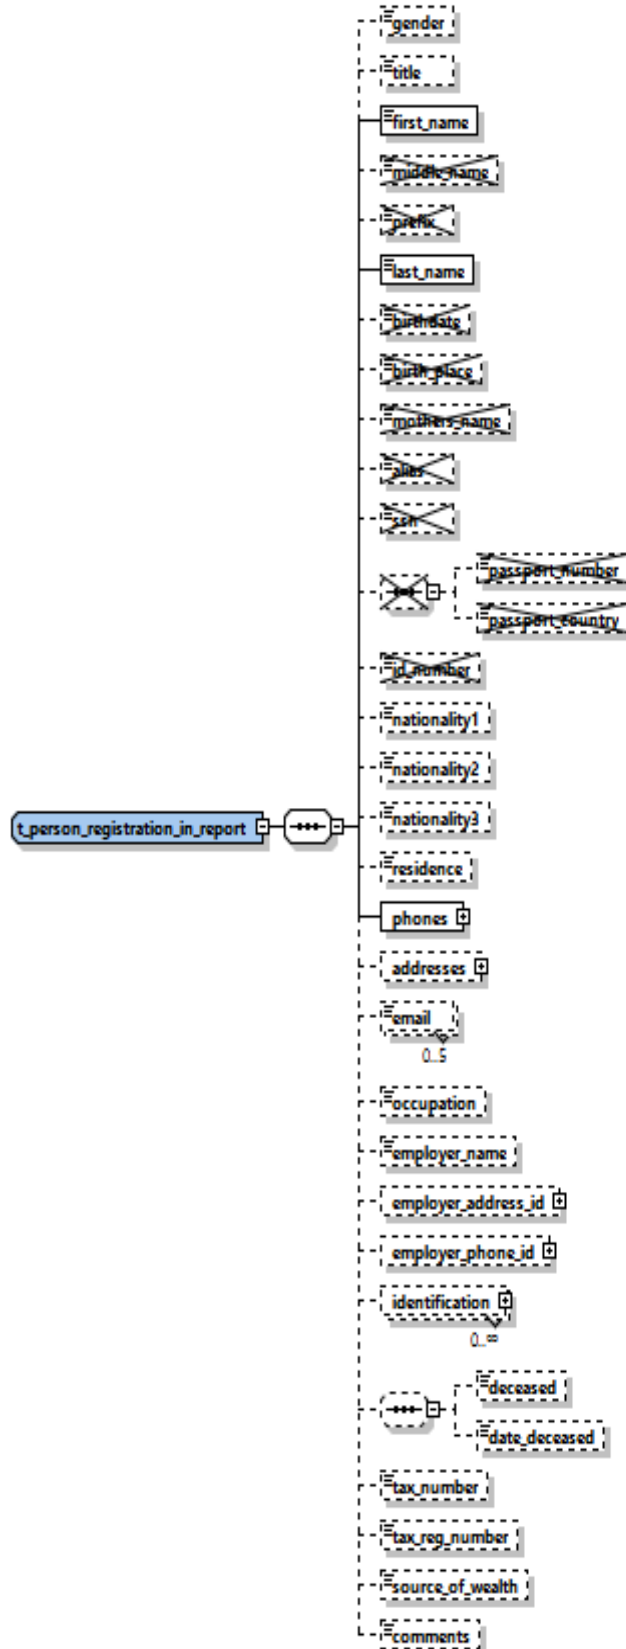 gender
title
first_name
middle_name
prefix
last_name
birthdate
birth_place
mothers_name
alias
ssn
passport_number
passport_country
id_number
nationality1
nationality2
nationality3
t_person_registration_in_report
residence
phones
addresses
email
0..5
occupation
employer_name
employer_address_id
employer_phone_id
identification
0..∞
deceased
date_deceased
tax_number
tax_reg_number
source_of_wealth
comments